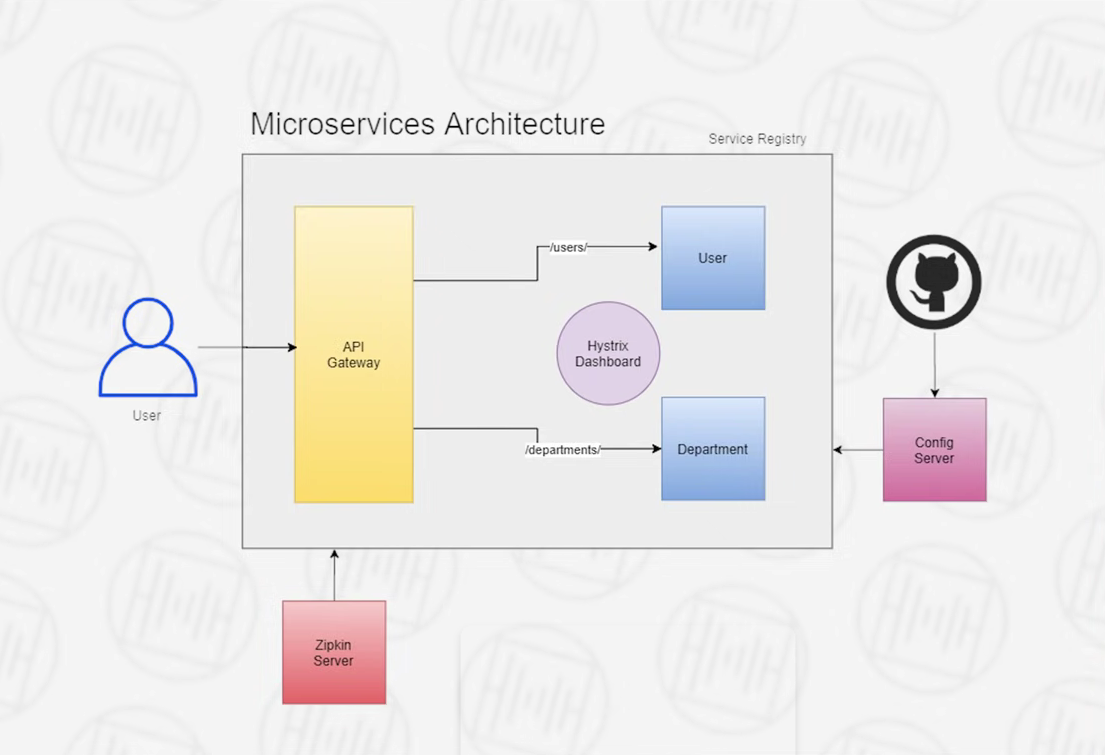 Microservices Architecture
Service Registry
/users/
User
API
Gateway
Hystrix
Dashboard
User
/departments/
Department
Config
Server
Zipkin
Server